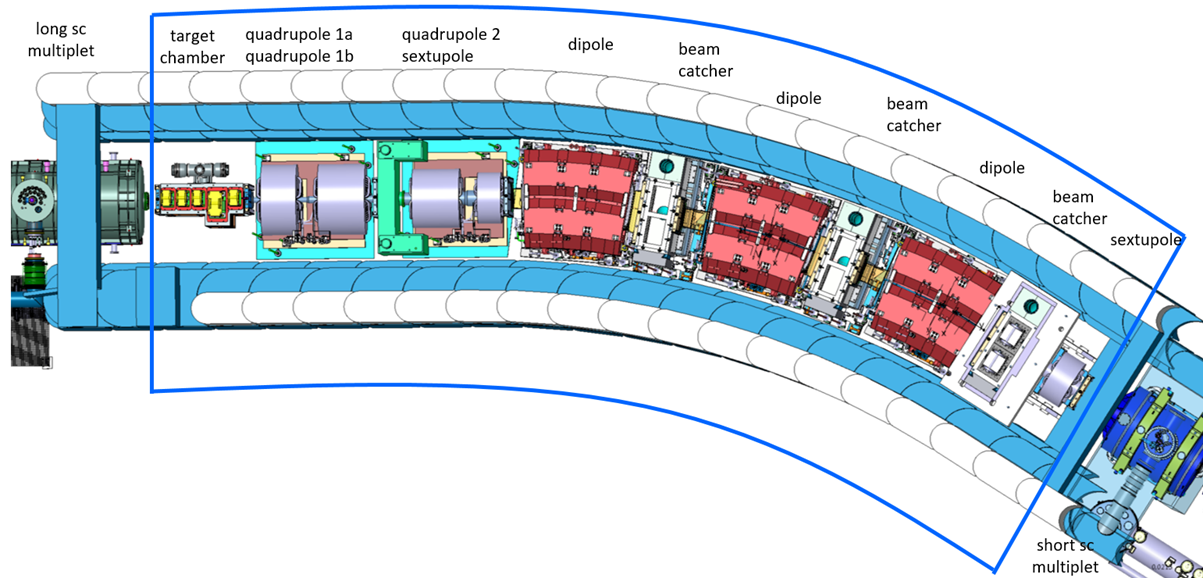 long sc
multiplet
target
chamber
quadrupole 1a
quadrupole 1b
quadrupole 2
sextupole
dipole
beam
catcher
dipole
beam
catcher
dipole
beam
catcher
sextupole
short sc
multiplet